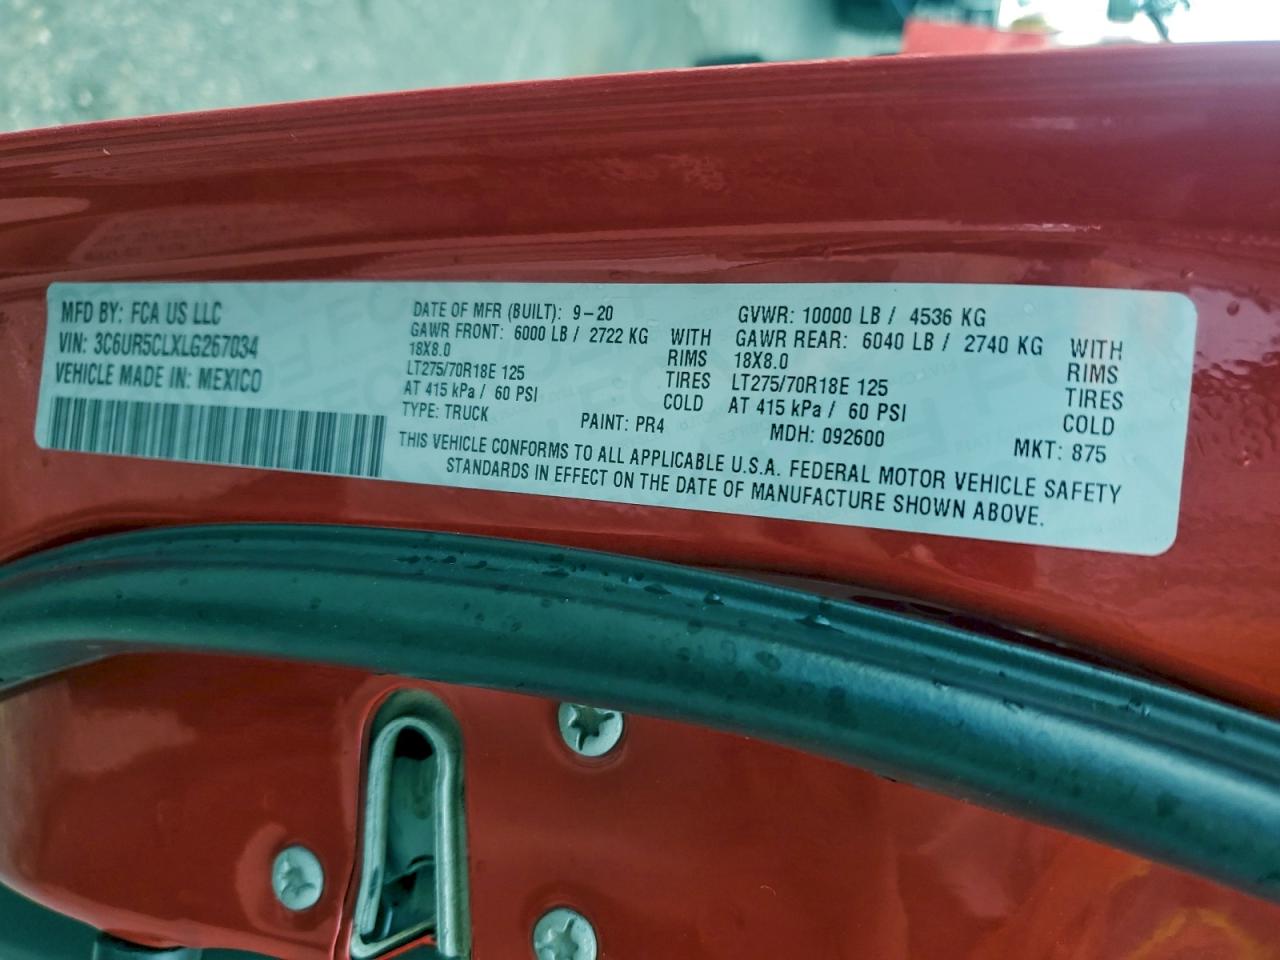 MFD BY: FCA US LLC
VIN: 3C6UR5CLXLG267034
VEHICLE MADE IN: MEXICO
DATE OF MFR (BUILT): 9-20
GAWR FRONT: 6000 LB / 2722 KG WITH
18X8.0 RIMS
LT275/70R18E 125 TIRES
AT 415 kPa / 60 PSI COLD
TYPE: TRUCK PAINT: PR4
GVWR: 10000 LB / 4536 KG
GAWR REAR: 6040 LB / 2740 KG WITH
18X8.0 RIMS
LT275/70R18E 125 TIRES
AT 415 kPa / 60 PSI COLD
MDH: 092600 MKT: 875
THIS VEHICLE CONFORMS TO ALL APPLICABLE U.S.A. FEDERAL MOTOR VEHICLE SAFETY
STANDARDS IN EFFECT ON THE DATE OF MANUFACTURE SHOWN ABOVE.